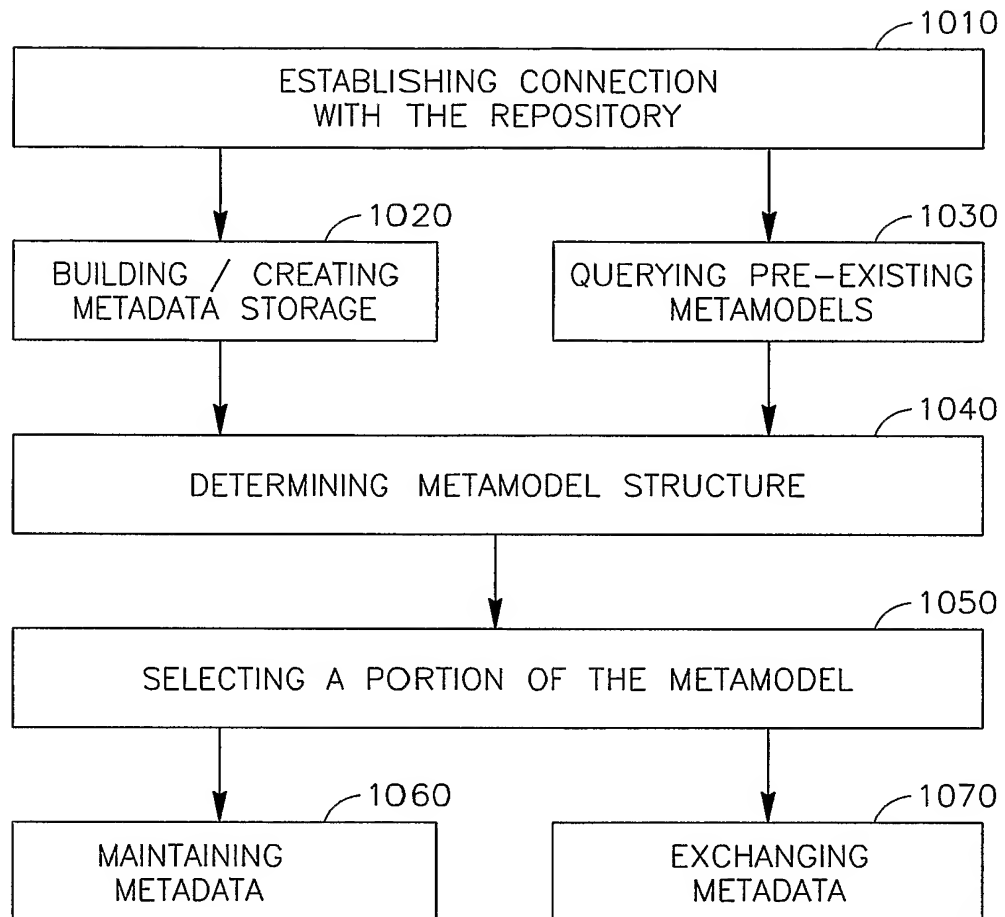 1010
ESTABLISHING CONNECTION
WITH THE REPOSITORY
1020
1030
BUILDING / CREATING
METADATA STORAGE
QUERYING PRE-EXISTING
METAMODELS
1040
DETERMINING METAMODEL STRUCTURE
1050
SELECTING A PORTION OF THE METAMODEL
1060
1070
MAINTAINING
METADATA
EXCHANGING
METADATA